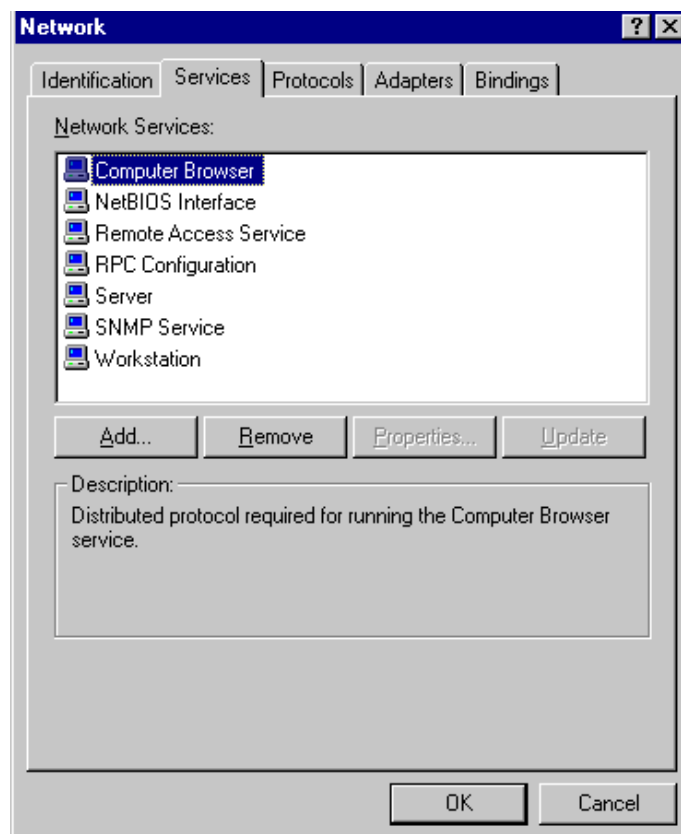 Network
Identification Services Protocols Adapters Bindings
Network Services:
Computer Browser
NetBIOS Interface
Remote Access Service
RPC Configuration
Server
SNMP Service
Workstation
Add... Remove Properties... Update
Description:
Distributed protocol required for running the Computer Browser
service.
OK Cancel